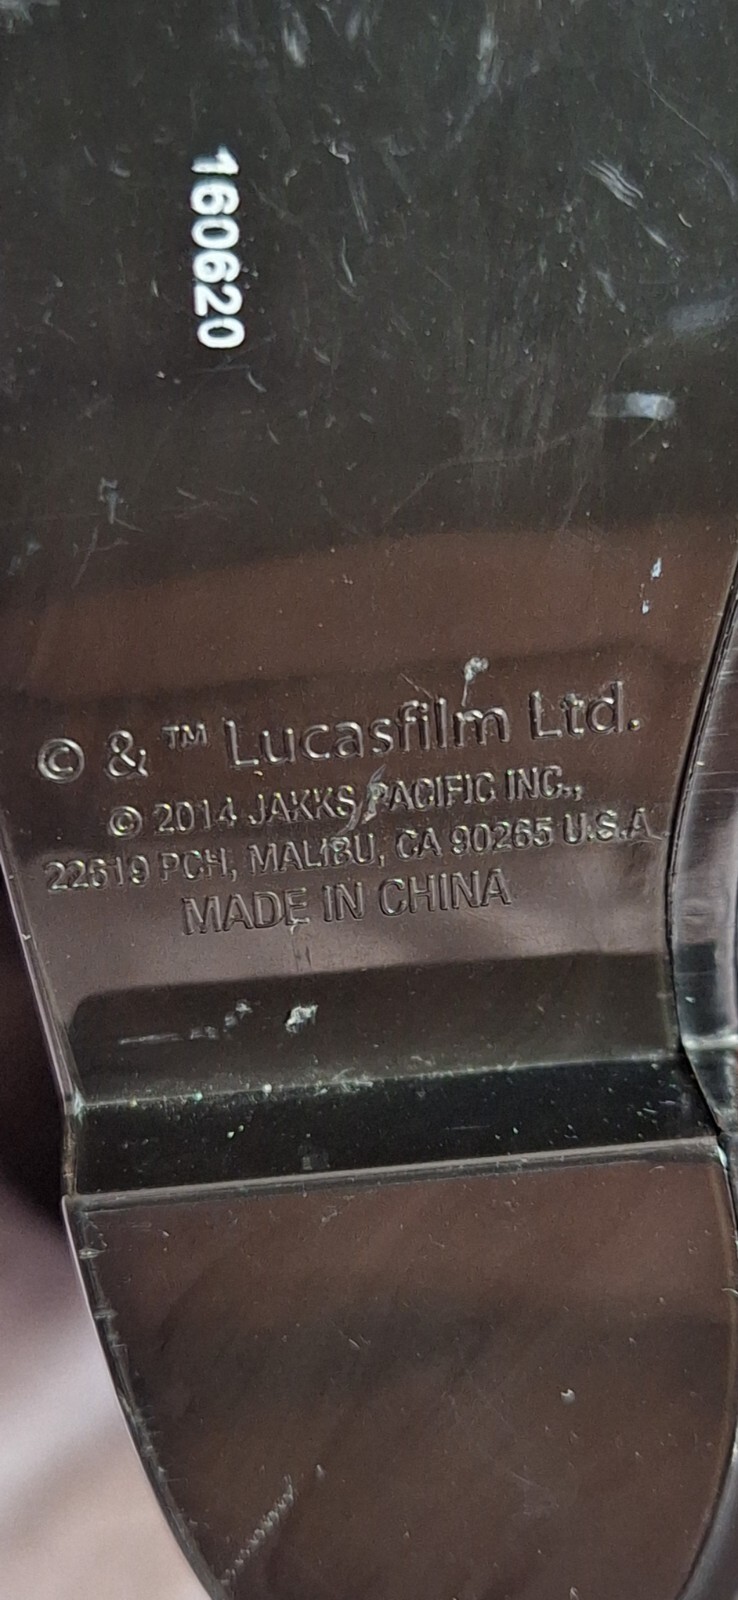 160620
© & ™ Lucasfilm Ltd.
© 2014 JAKKS PACIFIC INC.,
22619 PCH, MALIBU, CA 90265 U.S.A
MADE IN CHINA